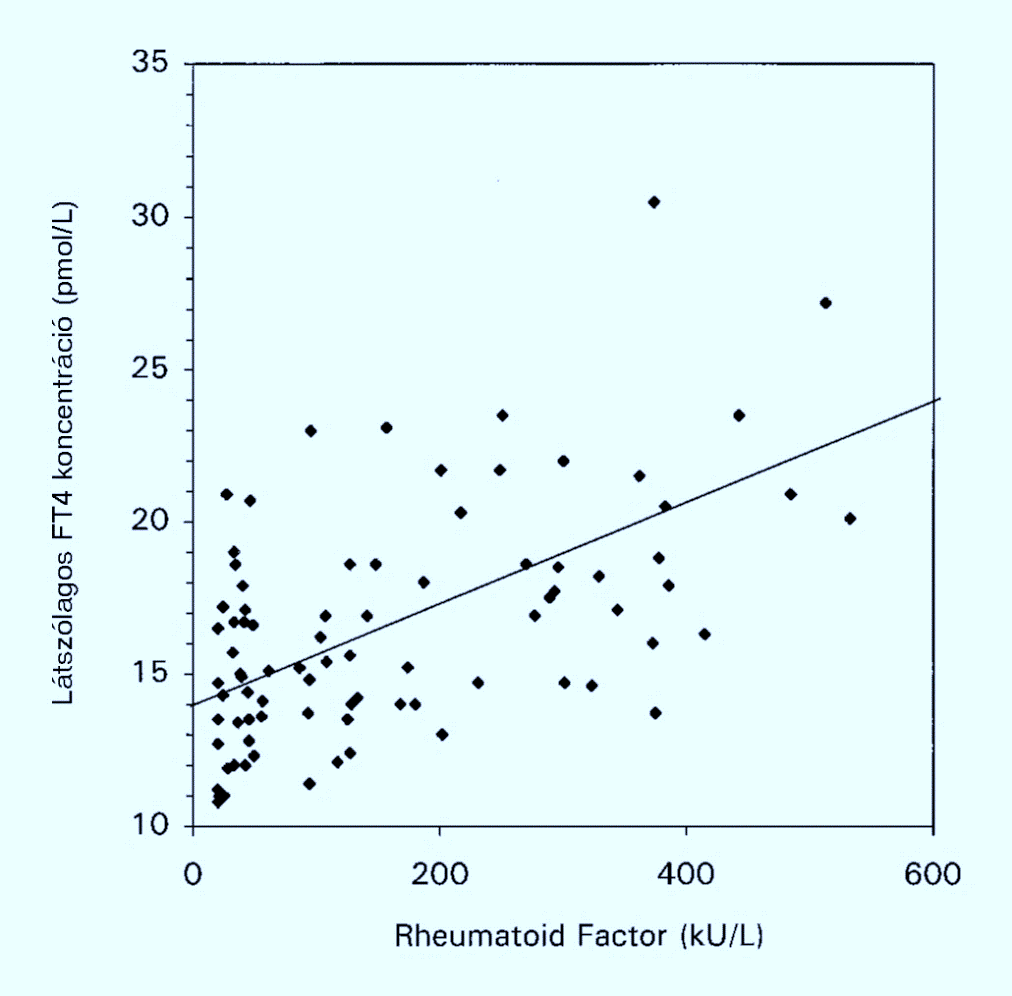 35
30
25
20
15
10
Látszólagos FT4 koncentráció (pmol/L)
0 200 400 600
Rheumatoid Factor (kU/L)